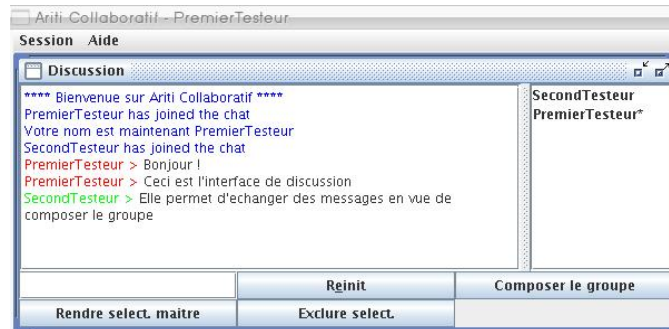 Ariti Collaboratif - PremierTesteur
Session Aide
Discussion
**** Bienvenue sur Ariti Collaboratif ****
PremierTesteur has joined the chat
Votre nom est maintenant PremierTesteur
SecondTesteur has joined the chat
PremierTesteur > Bonjour !
PremierTesteur > Ceci est l'interface de discussion
SecondTesteur > Elle permet d'echanger des messages en vue de
composer le groupe
SecondTesteur
PremierTesteur*
Reinit
Composer le groupe
Rendre select. maitre
Exclure select.